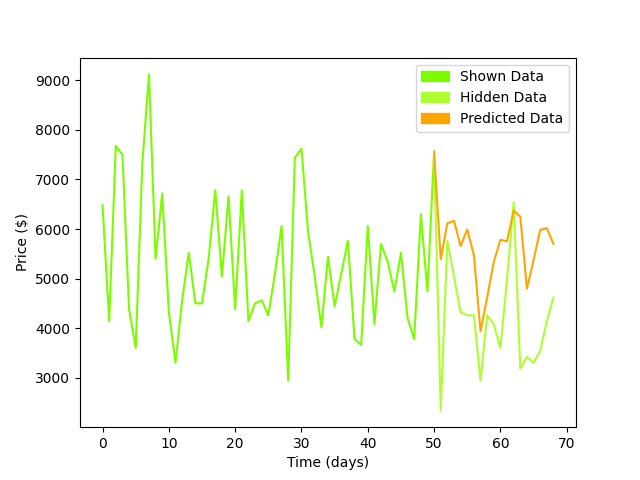 Shown Data
Hidden Data
Predicted Data
Price ($)
9000
8000
7000
6000
5000
4000
3000
0 10 20 30 40 50 60 70
Time (days)